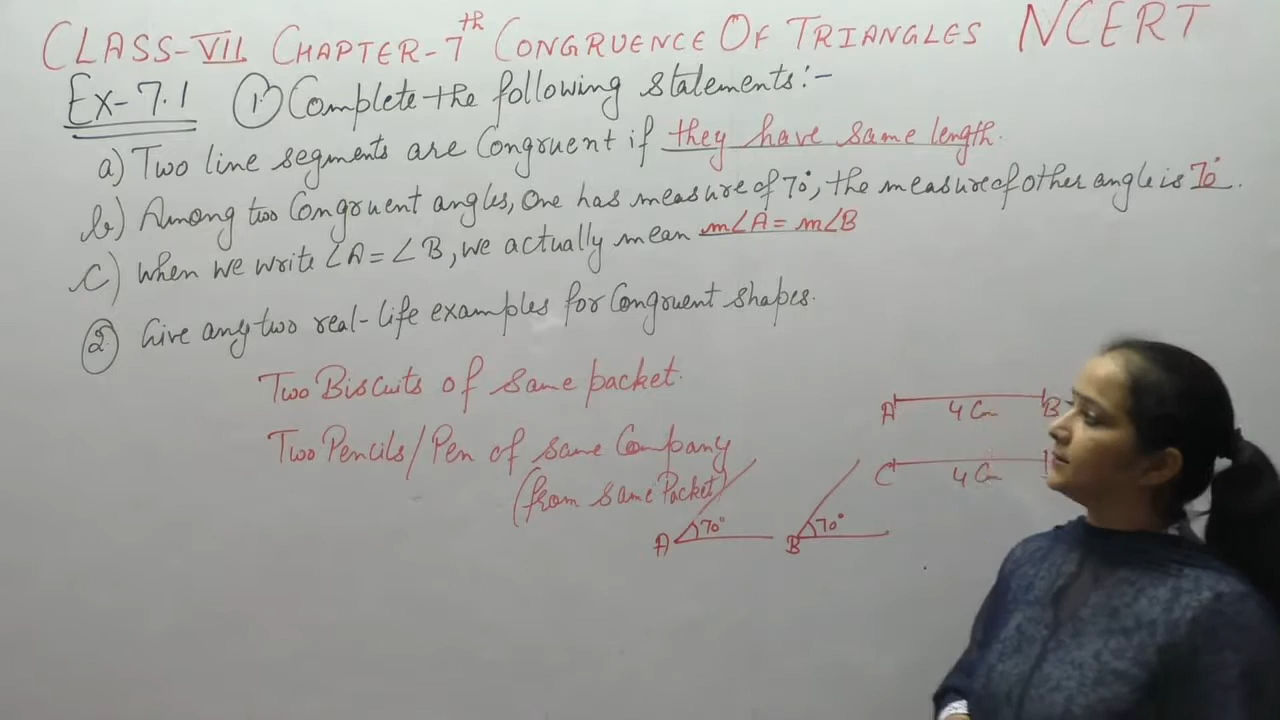 CLASS-VII CHAPTER-7th CONGRUENCE OF TRIANGLES NCERT
Ex-7.1 (1) Complete the following statements:-
a) Two line segments are Congruent if they have same length.
b) Among two Congruent angles, One has measure of 70°, the measure of other angle is 70°.
c) When we write ∠A = ∠B, we actually mean m∠A = m∠B
(2) Give any two real-life examples for Congruent shapes.
Two Biscuits of same packet.
Two Pencils/Pen of same Company
(from same Packet)
A 4 Cm B
C 4 Cm
A 70° B 70°